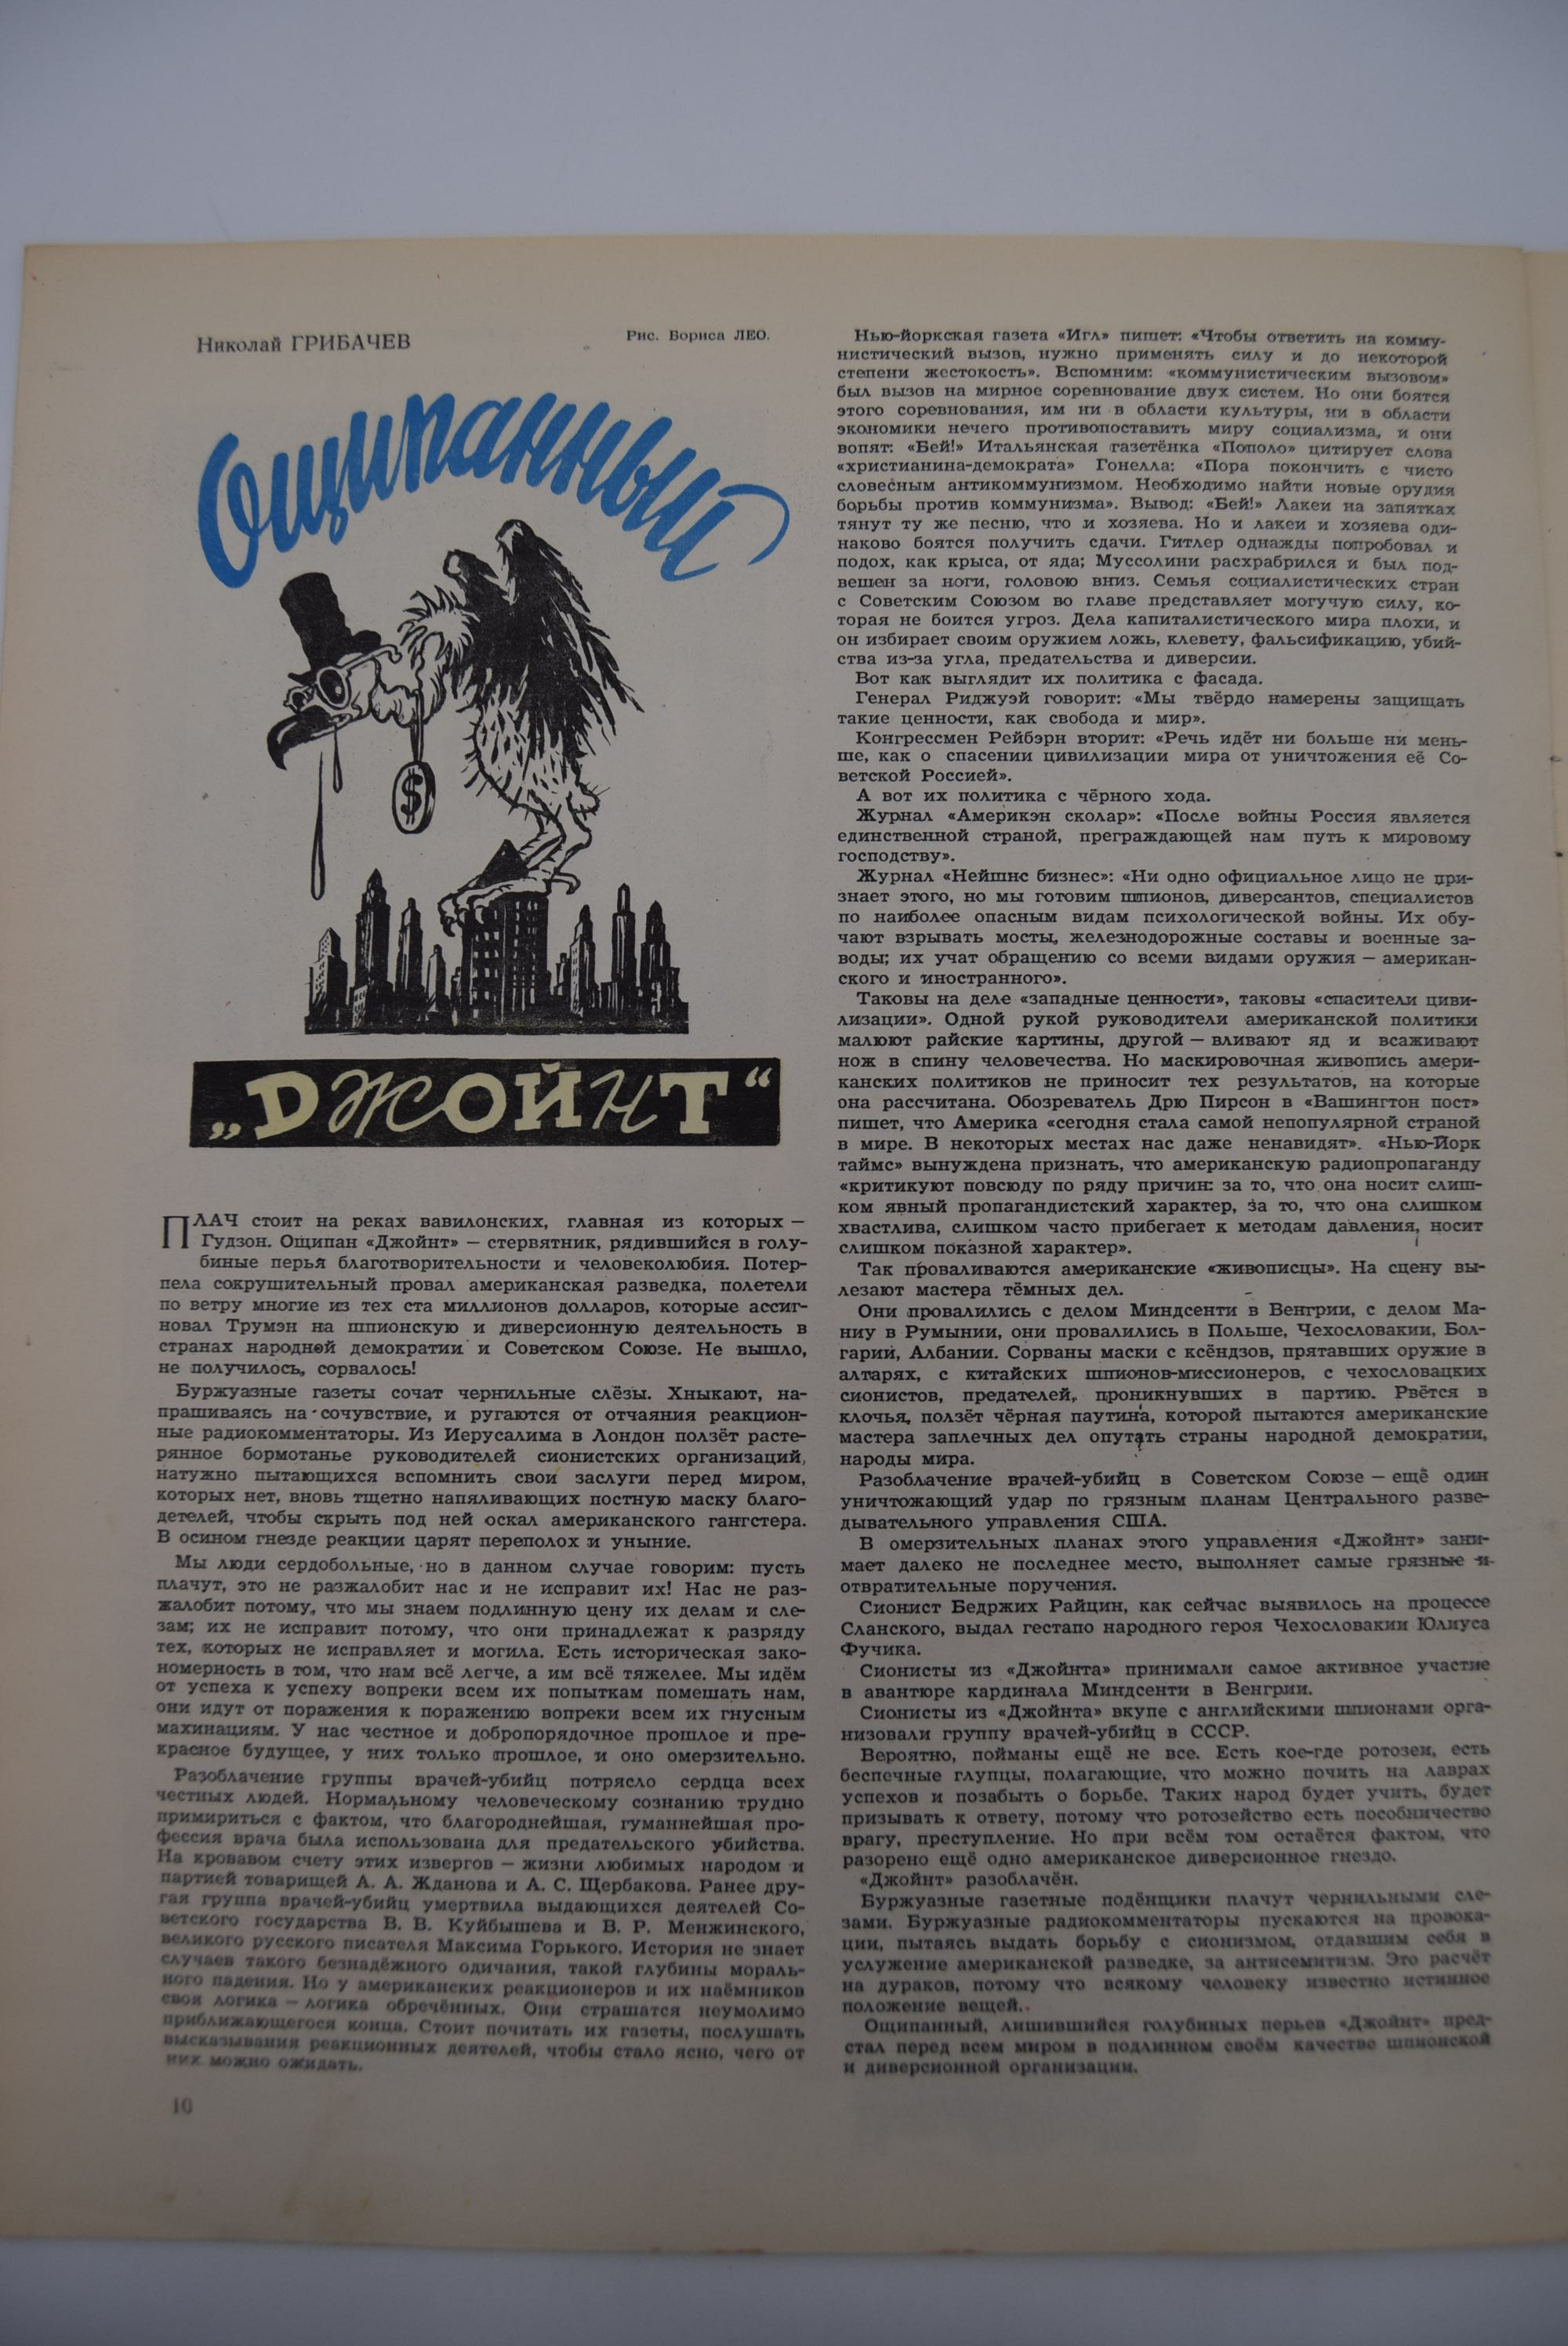 Николай ГРИБАЧЕВ
Рис. Бориса ЛЕО.
Ощипанный
$
„ДЖОЙНТ“
ПЛАЧ стоит на реках вавилонских, главная из которых —
Гудзон. Ощипан «Джойнт» — стервятник, рядившийся в голу-
биные перья благотворительности и человеколюбия. Потер-
пела сокрушительный провал американская разведка, полетели
по ветру многие из тех ста миллионов долларов, которые ассиг-
новал Трумэн на шпионскую и диверсионную деятельность в
странах народной демократии и Советском Союзе. Не вышло,
не получилось, сорвалось!
Буржуазные газеты сочат чернильные слёзы. Хныкают, на-
прашиваясь на сочувствие, и ругаются от отчаяния реакцион-
ные радиокомментаторы. Из Иерусалима в Лондон ползёт расте-
рянное бормотанье руководителей сионистских организаций,
натужно пытающихся вспомнить свои заслуги перед миром,
которых нет, вновь тщетно напяливающих постную маску благо-
детелей, чтобы скрыть под ней оскал американского гангстера.
В осином гнезде реакции царят переполох и уныние.
Мы люди сердобольные, но в данном случае говорим: пусть
плачут, это не разжалобит нас и не исправит их! Нас не раз-
жалобит потому, что мы знаем подлинную цену их делам и сле-
зам; их не исправит потому, что они принадлежат к разряду
тех, которых не исправляет и могила. Есть историческая зако-
номерность в том, что нам всё легче, а им всё тяжелее. Мы идём
от успеха к успеху вопреки всем их попыткам помешать нам,
они идут от поражения к поражению вопреки всем их гнусным
махинациям. У нас честное и добропорядочное прошлое и пре-
красное будущее, у них только прошлое, и оно омерзительно.
Разоблачение группы врачей-убийц потрясло сердца всех
честных людей. Нормальному человеческому сознанию трудно
примириться с фактом, что благороднейшая, гуманнейшая про-
фессия врача была использована для предательского убийства.
На кровавом счету этих извергов — жизни любимых народом и
партией товарищей А. А. Жданова и А. С. Щербакова. Ранее дру-
гая группа врачей-убийц умертвила выдающихся деятелей Со-
ветского государства В. В. Куйбышева и В. Р. Менжинского,
великого русского писателя Максима Горького. История не знает
случаев такого безнадёжного одичания, такой глубины мораль-
ного падения. Но у американских реакционеров и их наёмников
своя логика — логика обречённых. Они страшатся неумолимо
приближающегося конца. Стоит почитать их газеты, послушать
высказывания реакционных деятелей, чтобы стало ясно, чего от
них можно ожидать.
10
Нью-йоркская газета «Игл» пишет: «Чтобы ответить на комму-
нистический вызов, нужно применять силу и до некоторой
степени жестокость». Вспомним: «коммунистическим вызовом»
был вызов на мирное соревнование двух систем. Но они боятся
этого соревнования, им ни в области культуры, ни в области
экономики нечего противопоставить миру социализма, и они
вопят: «Бей!» Итальянская газетёнка «Пополо» цитирует слова
«христианина-демократа» Гонелла: «Пора покончить с чисто
словесным антикоммунизмом. Необходимо найти новые орудия
борьбы против коммунизма». Вывод: «Бей!» Лакеи на запятках
тянут ту же песню, что и хозяева. Но и лакеи и хозяева оди-
наково боятся получить сдачи. Гитлер однажды попробовал и
подох, как крыса, от яда; Муссолини расхрабрился и был под-
вешен за ноги, головою вниз. Семья социалистических стран
с Советским Союзом во главе представляет могучую силу, ко-
торая не боится угроз. Дела капиталистического мира плохи, и
он избирает своим оружием ложь, клевету, фальсификацию, убий-
ства из-за угла, предательства и диверсии.
Вот как выглядит их политика с фасада.
Генерал Риджуэй говорит: «Мы твёрдо намерены защищать
такие ценности, как свобода и мир».
Конгрессмен Рейбэрн вторит: «Речь идёт ни больше ни мень-
ше, как о спасении цивилизации мира от уничтожения её Со-
ветской Россией».
А вот их политика с чёрного хода.
Журнал «Америкэн сколар»: «После войны Россия является
единственной страной, преграждающей нам путь к мировому
господству».
Журнал «Нейшнс бизнес»: «Ни одно официальное лицо не при-
знает этого, но мы готовим шпионов, диверсантов, специалистов
по наиболее опасным видам психологической войны. Их обу-
чают взрывать мосты, железнодорожные составы и военные за-
воды; их учат обращению со всеми видами оружия — американ-
ского и иностранного».
Таковы на деле «западные ценности», таковы «спасители циви-
лизации». Одной рукой руководители американской политики
малюют райские картины, другой — вливают яд и всаживают
нож в спину человечества. Но маскировочная живопись амери-
канских политиков не приносит тех результатов, на которые
она рассчитана. Обозреватель Дрю Пирсон в «Вашингтон пост»
пишет, что Америка «сегодня стала самой непопулярной страной
в мире. В некоторых местах нас даже ненавидят». «Нью-Йорк
таймс» вынуждена признать, что американскую радиопропаганду
«критикуют повсюду по ряду причин: за то, что она носит слиш-
ком явный пропагандистский характер, за то, что она слишком
хвастлива, слишком часто прибегает к методам давления, носит
слишком показной характер».
Так проваливаются американские «живописцы». На сцену вы-
лезают мастера тёмных дел.
Они провалились с делом Миндсенти в Венгрии, с делом Ма-
ниу в Румынии, они провалились в Польше, Чехословакии, Бол-
гарии, Албании. Сорваны маски с ксёндзов, прятавших оружие в
алтарях, с китайских шпионов-миссионеров, с чехословацких
сионистов, предателей, проникнувших в партию. Рвётся в
клочья, ползёт чёрная паутина, которой пытаются американские
мастера заплечных дел опутать страны народной демократии,
народы мира.
Разоблачение врачей-убийц в Советском Союзе — ещё один
уничтожающий удар по грязным планам Центрального разве-
дывательного управления США.
В омерзительных планах этого управления «Джойнт» зани-
мает далеко не последнее место, выполняет самые грязные и
отвратительные поручения.
Сионист Бедржих Райцин, как сейчас выявилось на процессе
Сланского, выдал гестапо народного героя Чехословакии Юлиуса
Фучика.
Сионисты из «Джойнта» принимали самое активное участие
в авантюре кардинала Миндсенти в Венгрии.
Сионисты из «Джойнта» вкупе с английскими шпионами орга-
низовали группу врачей-убийц в СССР.
Вероятно, пойманы ещё не все. Есть кое-где ротозеи, есть
беспечные глупцы, полагающие, что можно почить на лаврах
успехов и позабыть о борьбе. Таких народ будет учить, будет
призывать к ответу, потому что ротозейство есть пособничество
врагу, преступление. Но при всём том остаётся фактом, что
разорено ещё одно американское диверсионное гнездо.
«Джойнт» разоблачён.
Буржуазные газетные подёнщики плачут чернильными сле-
зами. Буржуазные радиокомментаторы пускаются на провока-
ции, пытаясь выдать борьбу с сионизмом, отдавшим себя в
услужение американской разведке, за антисемитизм. Это расчёт
на дураков, потому что всякому человеку известно истинное
положение вещей.
Ощипанный, лишившийся голубиных перьев «Джойнт» пред-
стал перед всем миром в подлинном своём качестве шпионской
и диверсионной организации.